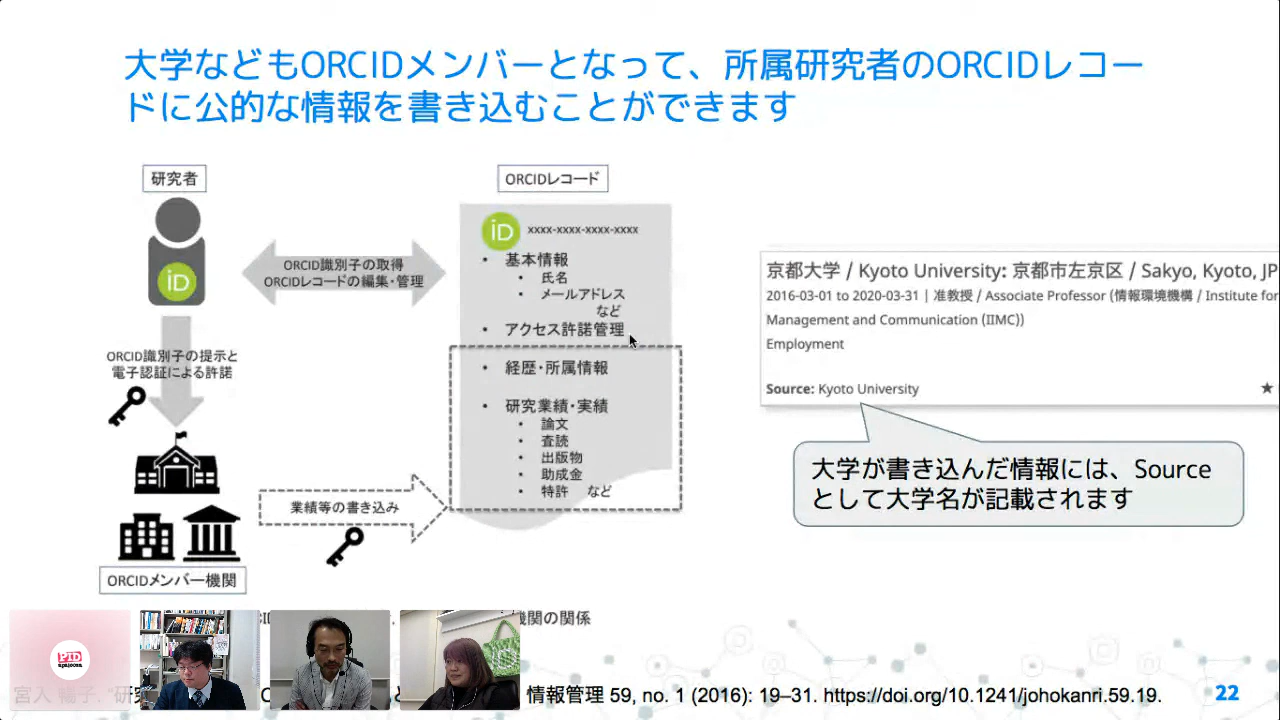 大学などもORCIDメンバーとなって、所属研究者のORCIDレコー
ドに公的な情報を書き込むことができます
研究者
iD
ORCID識別子の取得
ORCIDレコードの編集・管理
ORCID識別子の提示と
電子認証による許諾
ORCIDメンバー機関
業績等の書き込み
ORCIDレコード
iD xxxx-xxxx-xxxx-xxxx
• 基本情報
• 氏名
• メールアドレス
など
• アクセス許諾管理
• 経歴・所属情報
• 研究業績・実績
• 論文
• 査読
• 出版物
• 助成金
• 特許 など
京都大学 / Kyoto University: 京都市左京区 / Sakyo, Kyoto, JP
2016-03-01 to 2020-03-31 | 准教授 / Associate Professor (情報環境機構 / Institute for
Management and Communication (IIMC))
Employment
Source: Kyoto University ★
大学が書き込んだ情報には、Source
として大学名が記載されます
機関の関係
PID
apalooza
宮入 暢子. "研究 情報管理 59, no. 1 (2016): 19–31. https://doi.org/10.1241/johokanri.59.19.
22